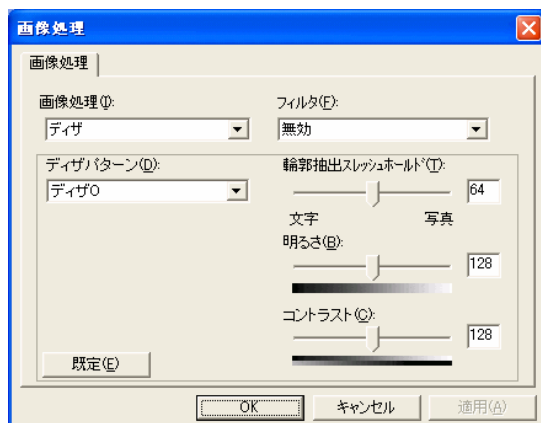 画像処理
画像処理
画像処理(I):
ディザ
フィルタ(F):
無効
ディザパターン(D):
ディザ0
輪郭抽出スレッシュホールド(T):
64
文字 写真
明るさ(B):
128
コントラスト(C):
128
既定(E)
OK キャンセル 適用(A)